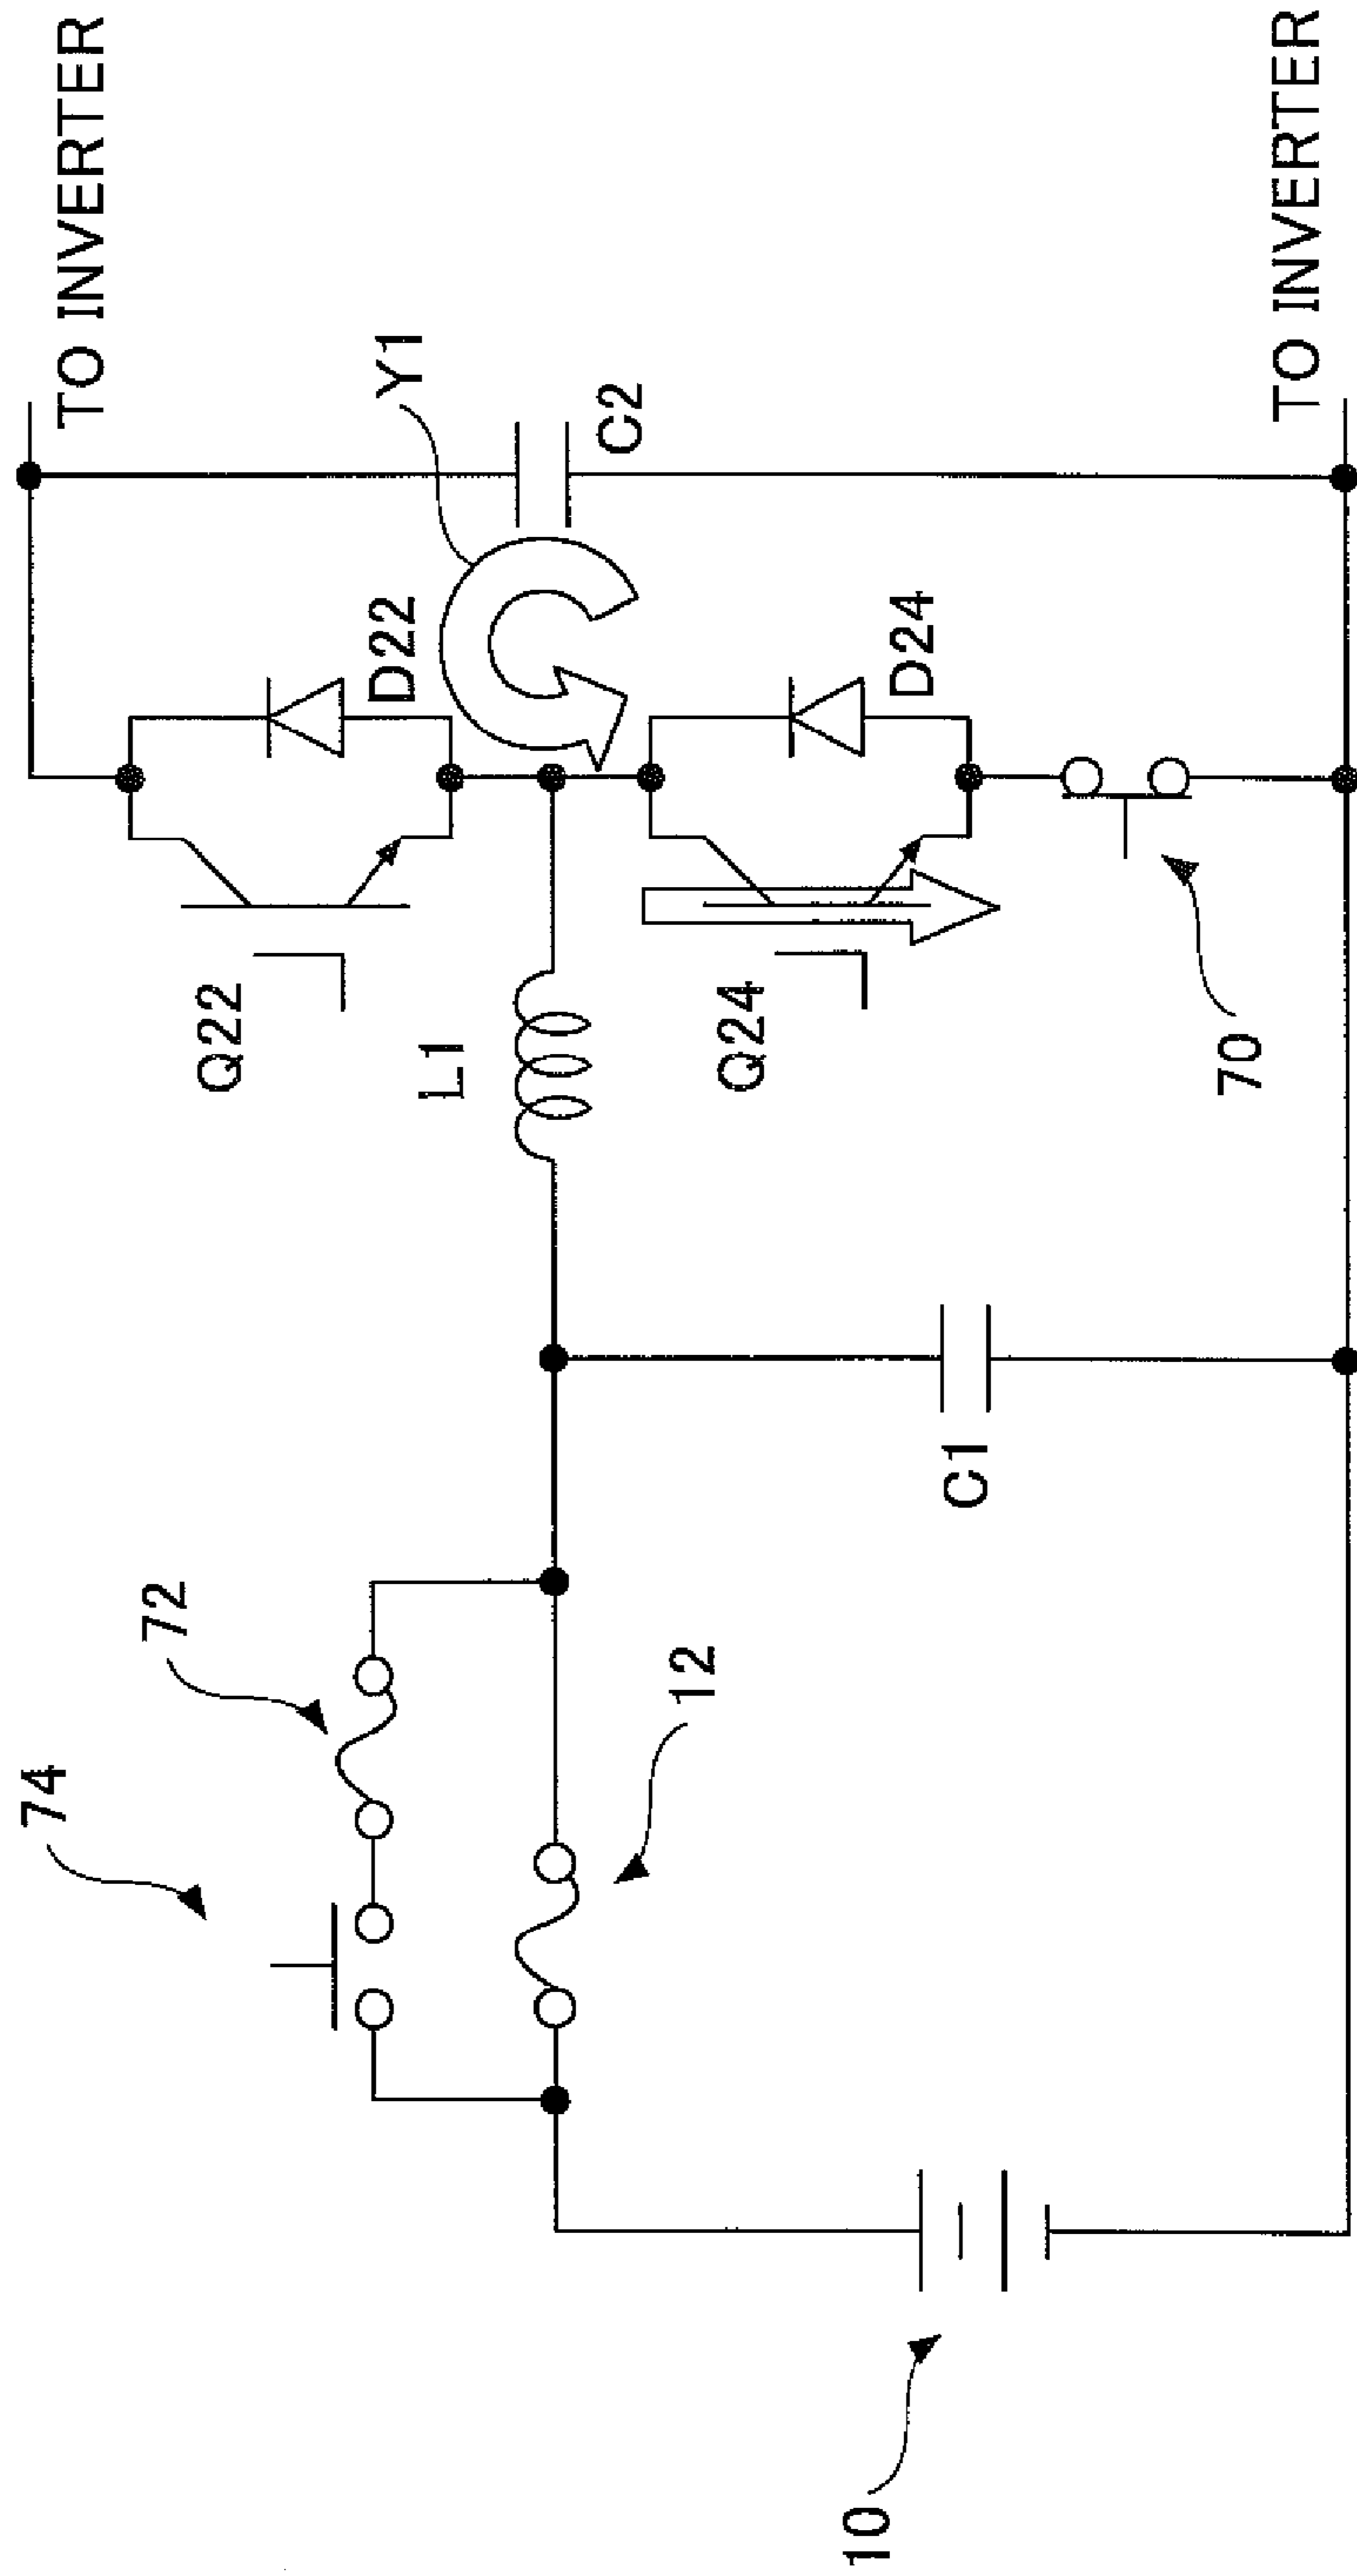 TO INVERTER
74
72
Q22
D22
Y1
L1
C2
12
Q24
D24
C1
10
70
TO INVERTER